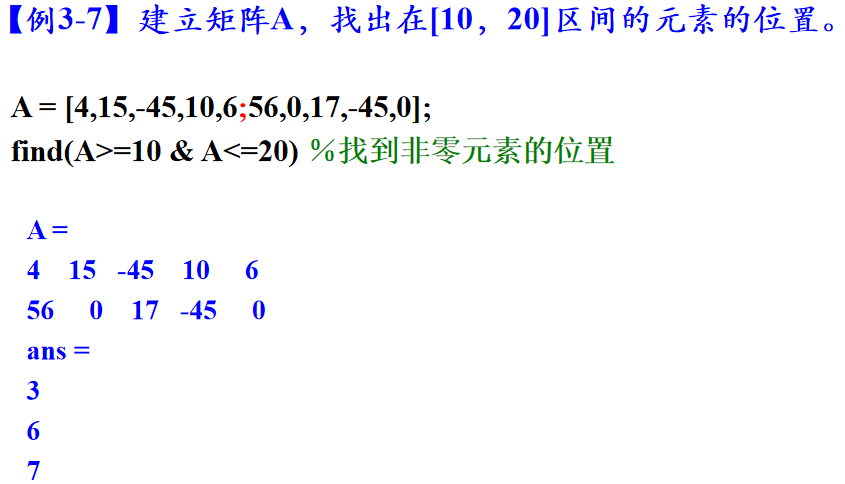 【例3-7】建立矩阵A，找出在[10，20]区间的元素的位置。
A = [4,15,-45,10,6;56,0,17,-45,0];
find(A>=10 & A<=20) %找到非零元素的位置
A =
4 15 -45 10 6
56 0 17 -45 0
ans =
3
6
7